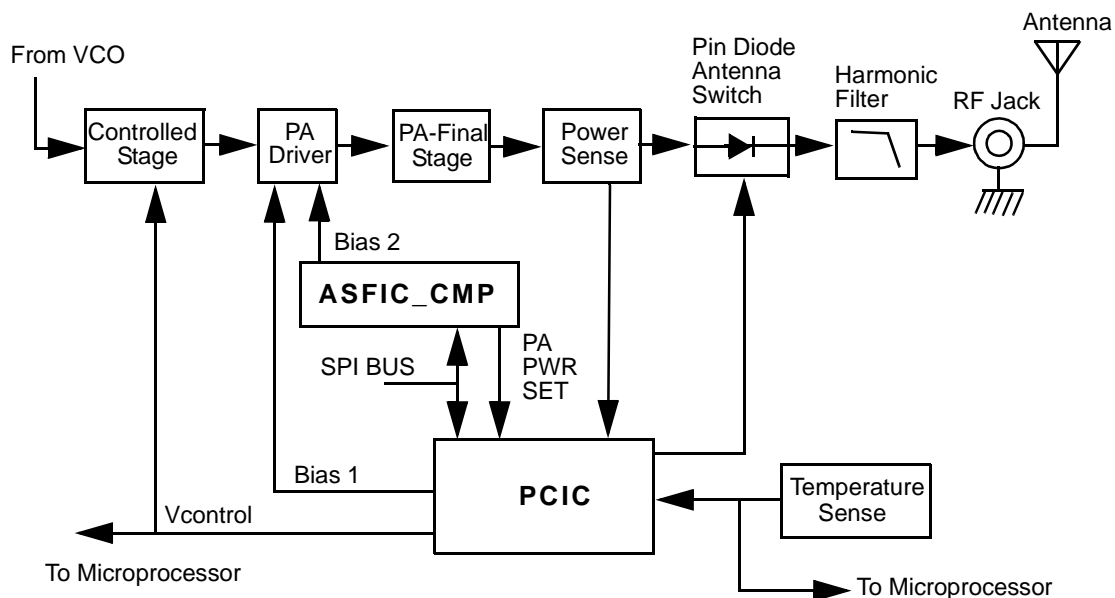 Antenna
From VCO
Pin Diode
Antenna
Switch
Harmonic
Filter
RF Jack
Controlled
Stage
PA
Driver
PA-Final
Stage
Power
Sense
Bias 2
ASFIC_CMP
SPI BUS
PA
PWR
SET
Bias 1
PCIC
Temperature
Sense
Vcontrol
To Microprocessor
To Microprocessor